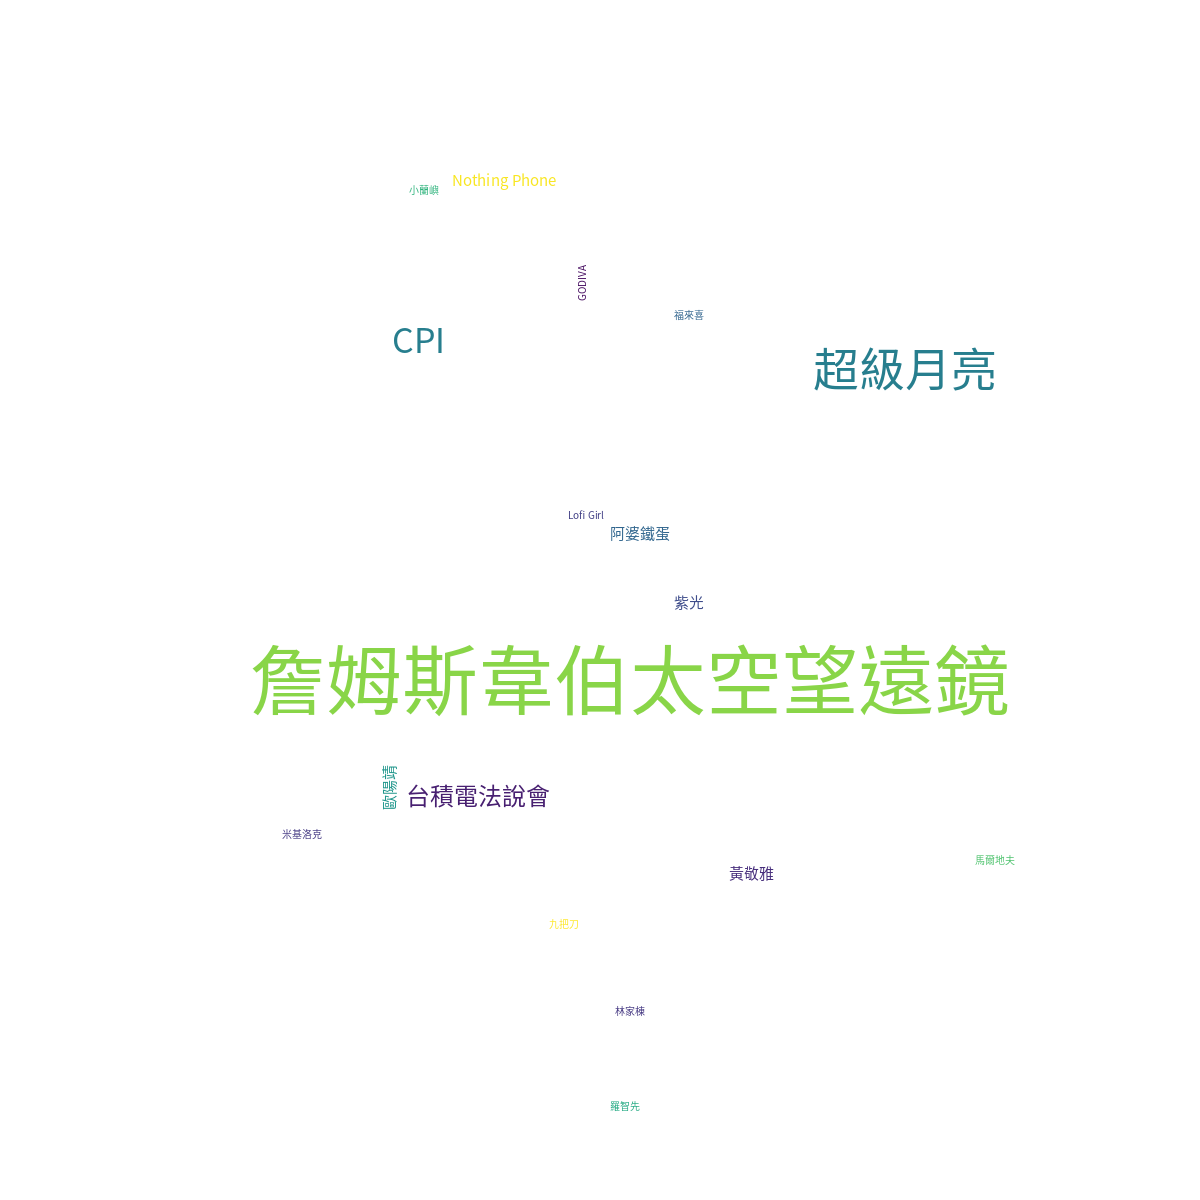 Nothing Phone
小蘭嶼
GODIVA
福來喜
CPI
超級月亮
Lofi Girl
阿婆鐵蛋
紫光
詹姆斯韋伯太空望遠鏡
歐陽靖
台積電法說會
米基洛克
馬爾地夫
黃敬雅
九把刀
林家棟
羅智先